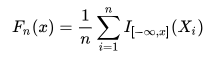 $F_n(x) = \frac{1}{n} \sum_{i=1}^{n} I_{[-\infty,x]}(X_i)$